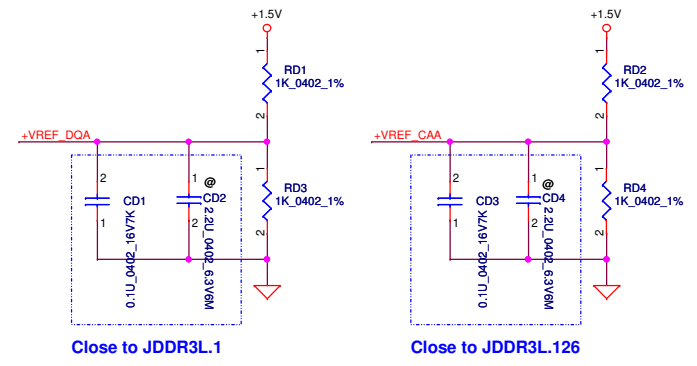 +1.5V
1
RD1
1K_0402_1%
2
+VREF_DQA
2
CD1
1
0.1U_0402_16V7K
1
@
CD2
2
2.2U_0402_6.3V6M
1
RD3
1K_0402_1%
2
Close to JDDR3L.1
+1.5V
1
RD2
1K_0402_1%
2
+VREF_CAA
2
CD3
1
0.1U_0402_16V7K
1
@
CD4
2
2.2U_0402_6.3V6M
1
RD4
1K_0402_1%
2
Close to JDDR3L.126